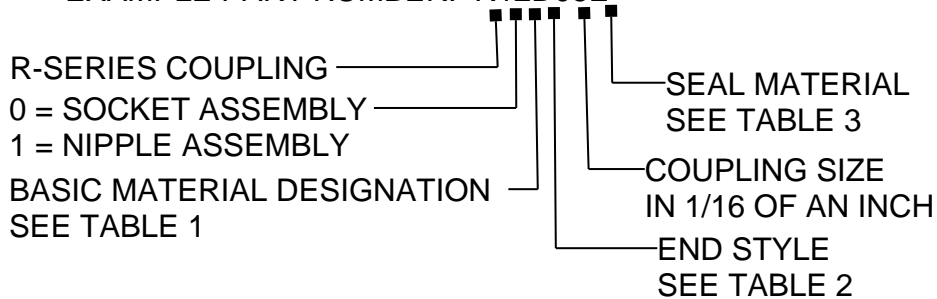 R-SERIES COUPLING
0 = SOCKET ASSEMBLY
1 = NIPPLE ASSEMBLY
BASIC MATERIAL DESIGNATION
SEE TABLE 1
SEAL MATERIAL
SEE TABLE 3
COUPLING SIZE
IN 1/16 OF AN INCH
END STYLE
SEE TABLE 2